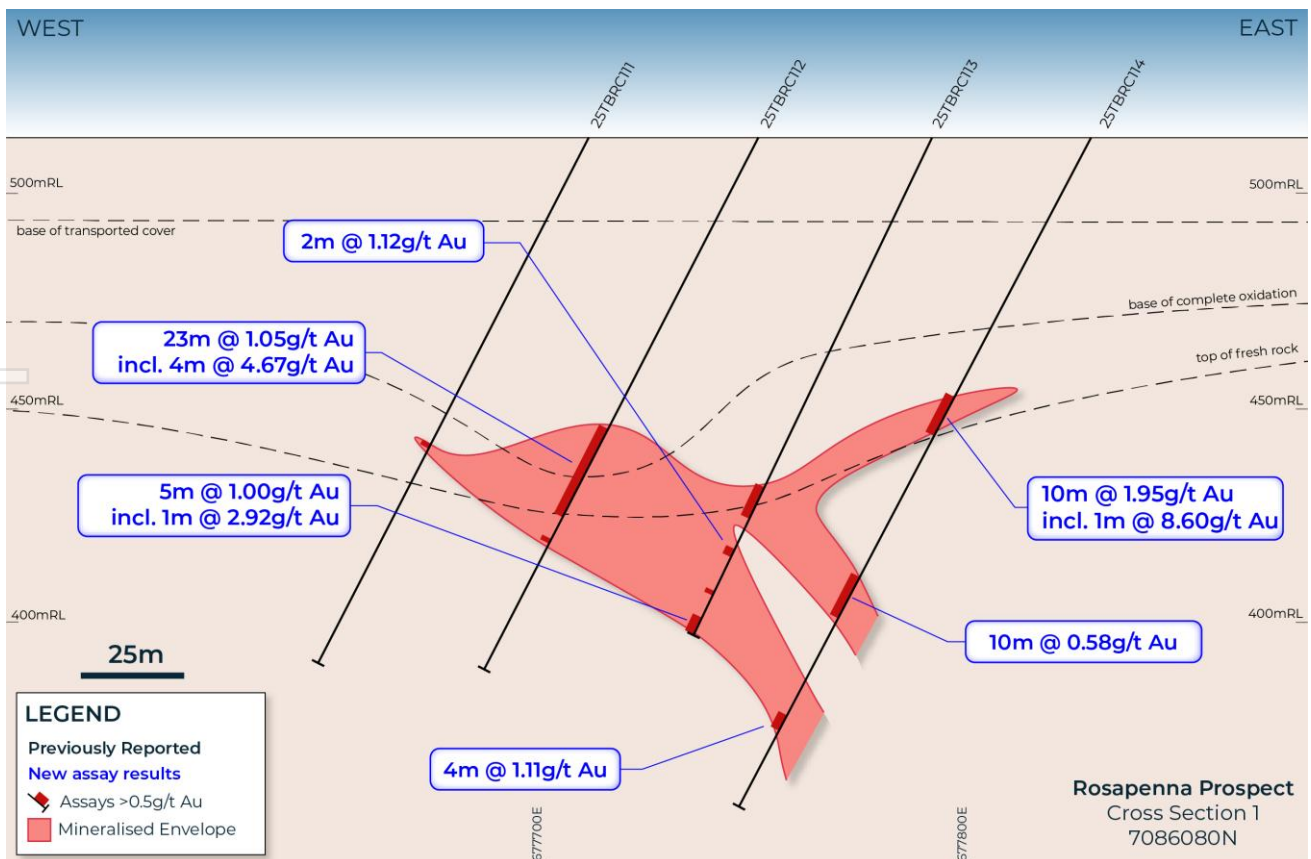 WEST
EAST
25TBRC111
25TBRC112
25TBRC113
25TBRC114
500mRL
500mRL
base of transported cover
2m @ 1.12g/t Au
base of complete oxidation
23m @ 1.05g/t Au
incl. 4m @ 4.67g/t Au
top of fresh rock
450mRL
450mRL
5m @ 1.00g/t Au
incl. 1m @ 2.92g/t Au
10m @ 1.95g/t Au
incl. 1m @ 8.60g/t Au
400mRL
400mRL
10m @ 0.58g/t Au
25m
LEGEND
Previously Reported
New assay results
Assays >0.5g/t Au
Mineralised Envelope
4m @ 1.11g/t Au
677700E
677800E
Rosapenna Prospect
Cross Section 1
7086080N